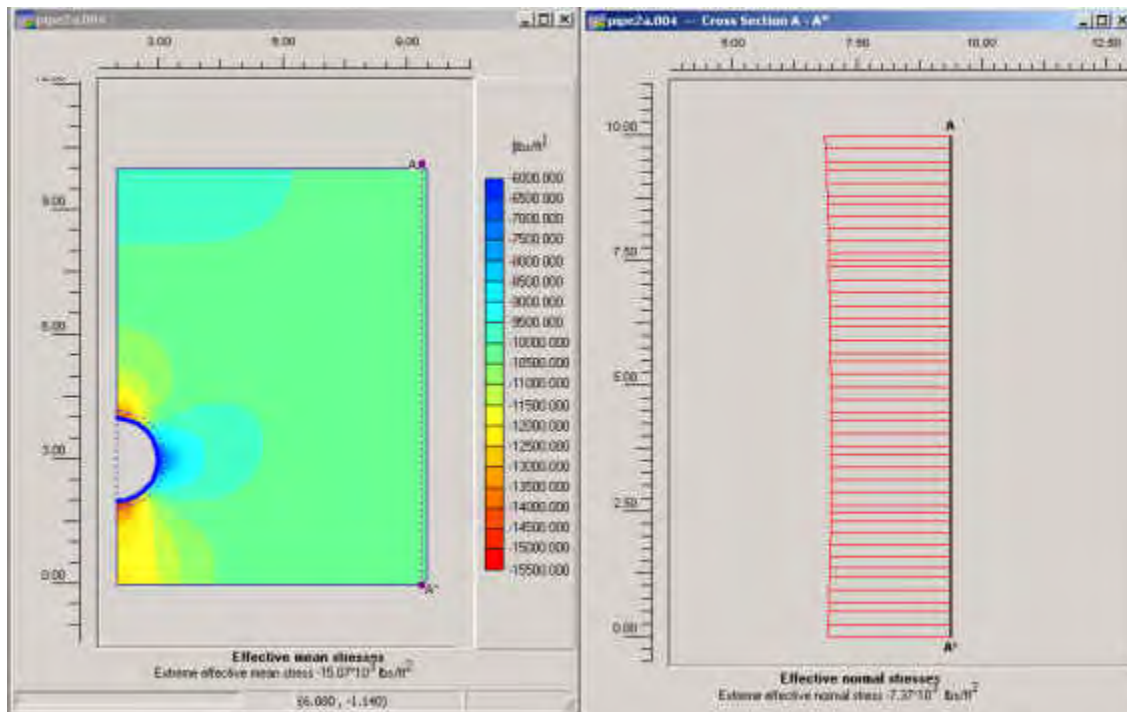 pipe2a.004
3.00 6.00 9.00
9.00
6.00
3.00
0.00
A
A*
[lbs/ft²]
-6000.000
-6500.000
-7000.000
-7500.000
-8000.000
-8500.000
-9000.000
-9500.000
-10000.000
-10500.000
-11000.000
-11500.000
-12000.000
-12500.000
-13000.000
-13500.000
-14000.000
-14500.000
-15000.000
-15500.000
Effective mean stresses
Extreme effective mean stress -15.07*10³ lbs/ft²
(6.080 , -1.140)
pipe2a.004 -- Cross Section A - A*
5.00 7.50 10.00 12.50
10.00
7.50
5.00
2.50
0.00
A
A*
Effective normal stresses
Extreme effective normal stress -7.37*10³ lbs/ft²